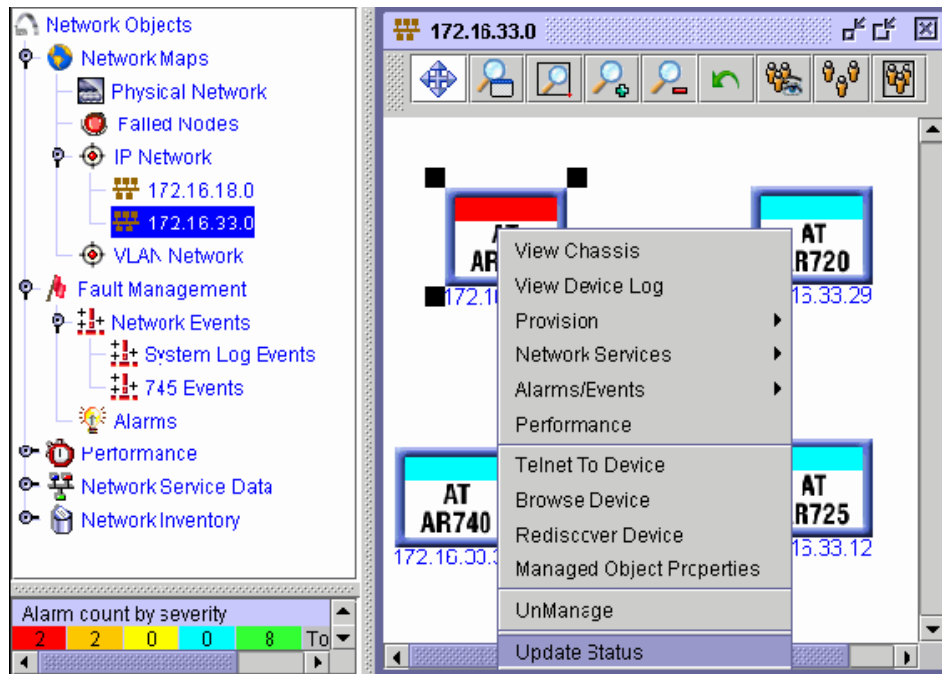 Network Objects
Network Maps
Physical Network
Failed Nodes
IP Network
172.16.18.0
172.16.33.0
VLAN Network
Fault Management
Network Events
System Log Events
745 Events
Alarms
Performance
Network Service Data
Network Inventory
Alarm count by severity
2 2 0 0 8 To
172.16.33.0
AT
AR720
AT
AR740
AT
R725
16.33.12
View Chassis
View Device Log
Provision
Network Services
Alarms/Events
Performance
Telnet To Device
Browse Device
Rediscover Device
Managed Object Properties
UnManage
Update Status